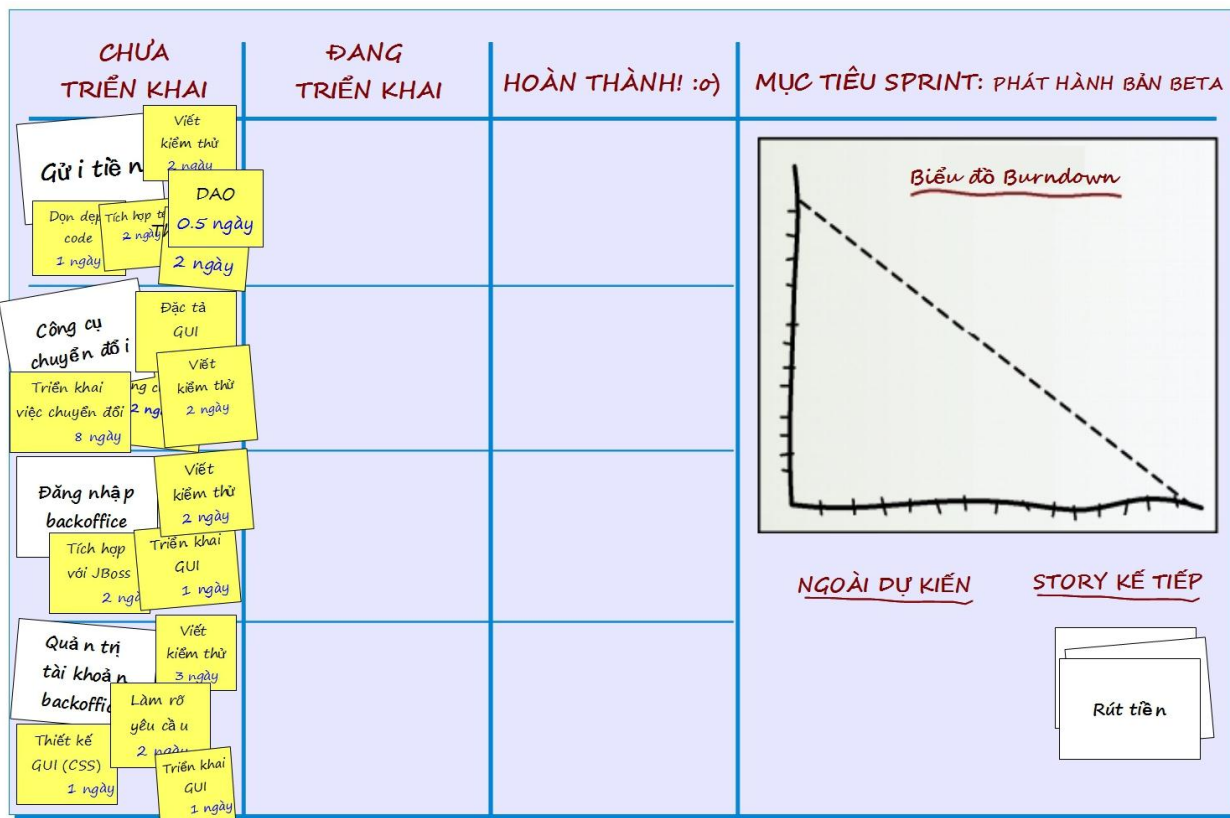 CHƯA
TRIỂN KHAI
ĐANG
TRIỂN KHAI
HOÀN THÀNH! :o)
MỤC TIÊU SPRINT: PHÁT HÀNH BẢN BETA
Gửi tiền
Viết
kiểm thử
2 ngày
DAO
0.5 ngày
Dọn dẹp
code
1 ngày
Tích hợp
2 ngày
2 ngày
Công cụ
chuyển đổi
Đặc tả
GUI
Viết
kiểm thử
2 ngày
Triển khai
việc chuyển đổi
8 ngày
Đăng nhập
backoffice
Viết
kiểm thử
2 ngày
Tích hợp
với JBoss
Triển khai
GUI
1 ngày
Quản trị
tài khoản
Viết
kiểm thử
3 ngày
Làm rõ
yêu cầu
2 ngày
Thiết kế
GUI (CSS)
1 ngày
Triển khai
GUI
1 ngày
Biểu đồ Burndown
NGOÀI DỰ KIẾN
STORY KẾ TIẾP
Rút tiền